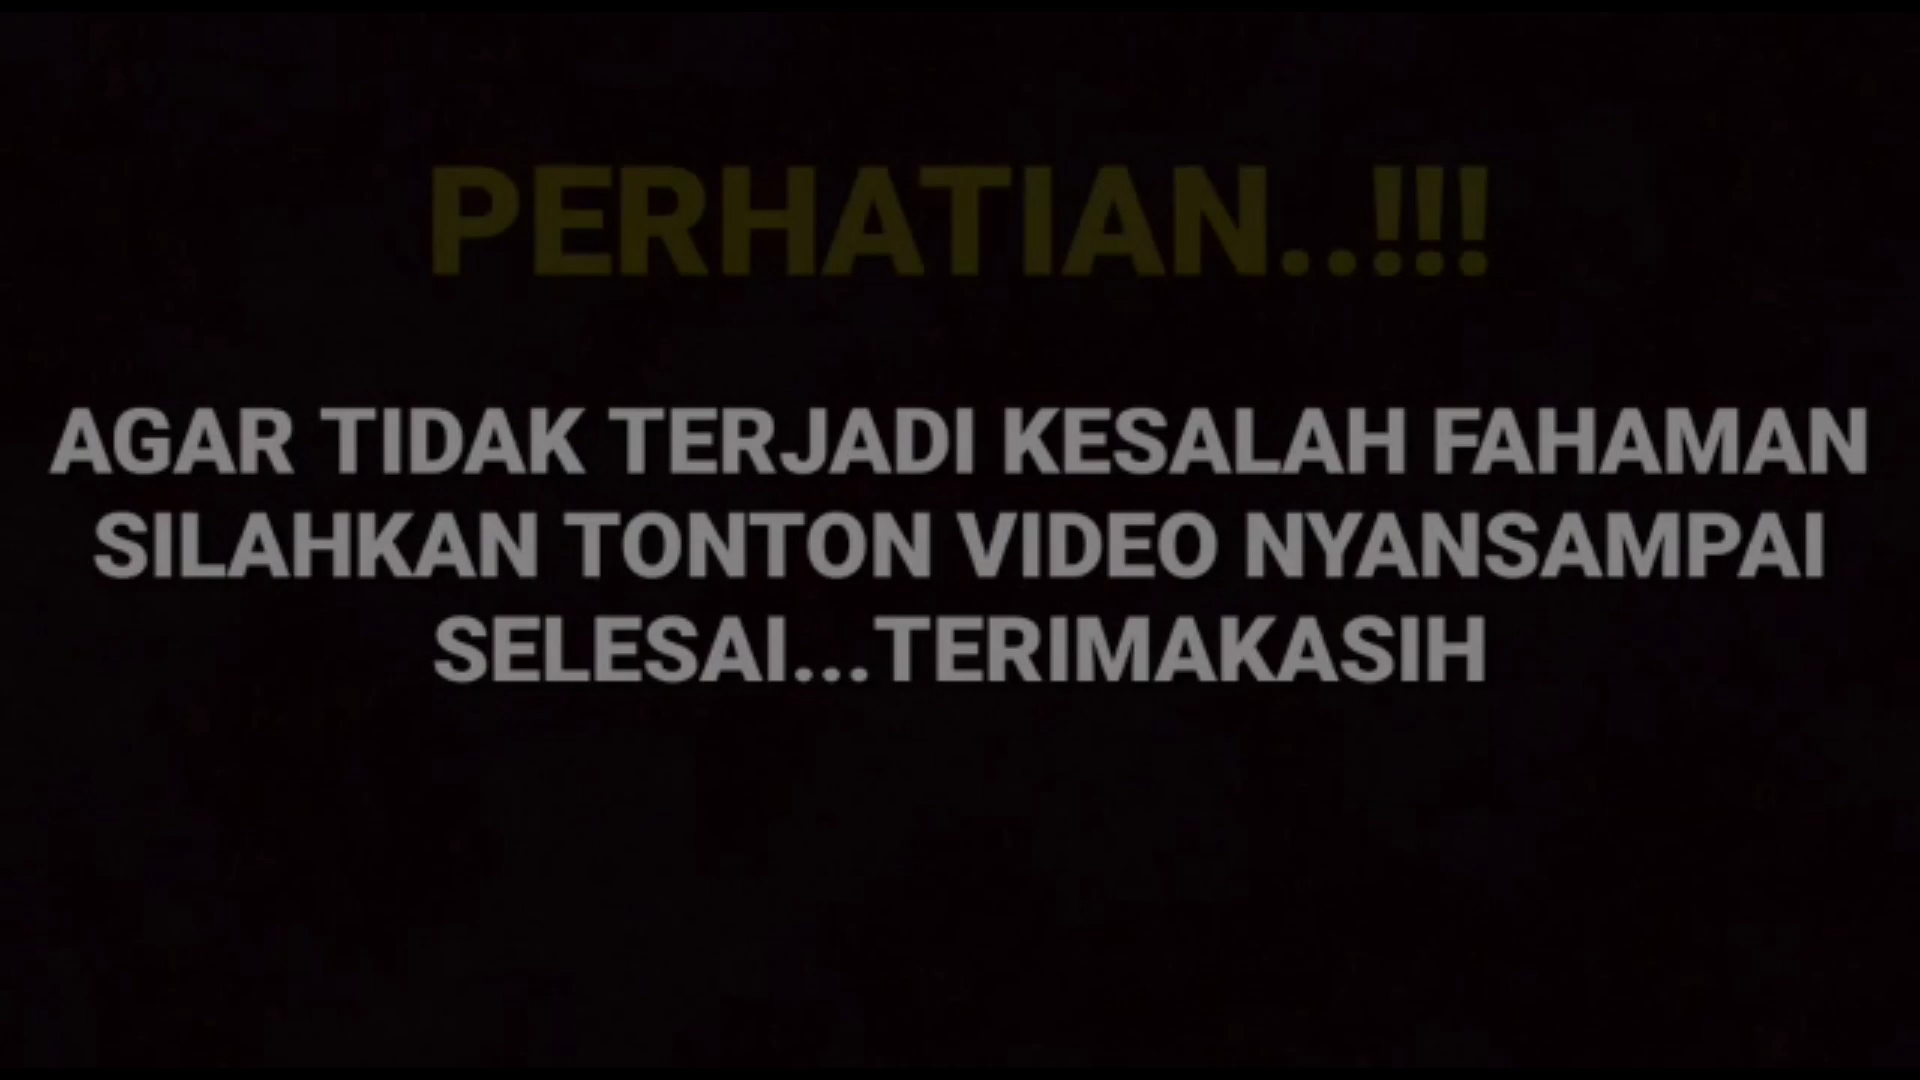 PERHATIAN..!!!
AGAR TIDAK TERJADI KESALAH FAHAMAN
SILAHKAN TONTON VIDEO NYANSAMPAI
SELESAI...TERIMAKASIH